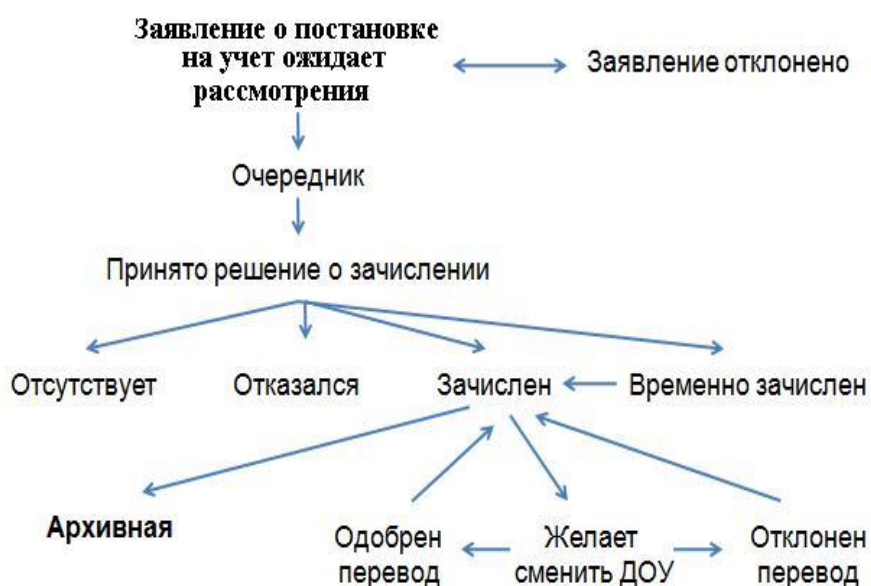 Заявление о постановке
на учет ожидает
рассмотрения
Заявление отклонено
Очередник
Принято решение о зачислении
Отсутствует
Отказался
Зачислен
Временно зачислен
Архивная
Одобрен
перевод
Желает
сменить ДОУ
Отклонен
перевод